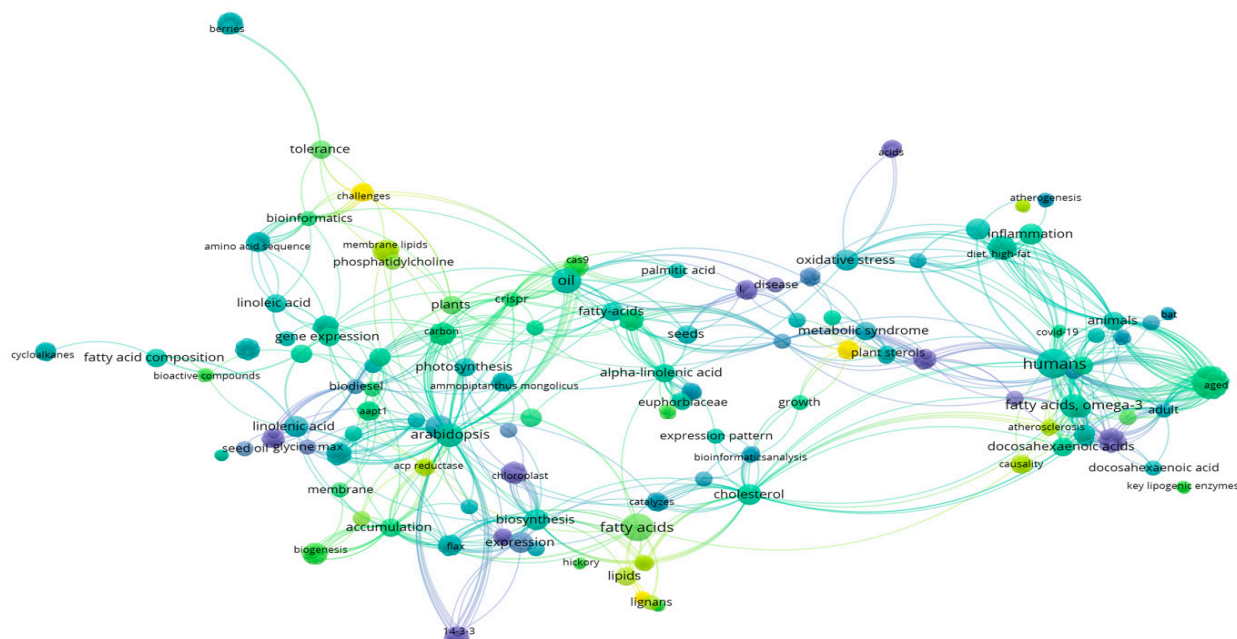 berries
tolerance
acids
challenges
atherogenesis
bioinformatics
inflammation
amino acid sequence
membrane lipids
diet, high-fat
phosphatidylcholine
cas9
oxidative stress
palmitic acid
oil
disease
linoleic acid
plants
crispr
fatty-acids
animals
bat
gene expression
carbon
seeds
metabolic syndrome
covid-19
cycloalkanes
fatty acid composition
plant sterols
photosynthesis
humans
bioactive compounds
alpha-linolenic acid
biodiesel
ammopiptanthus mongolicus
aged
euphorbiaceae
growth
fatty acids, omega-3
adult
aapt1
linolenic acid
arabidopsis
expression pattern
atherosclerosis
seed oil
glycine max
docosahexaenoic acids
bioinformaticsanalysis
acp reductase
causality
docosahexaenoic acid
chloroplast
key lipogenic enzymes
membrane
cholesterol
catalyzes
biosynthesis
accumulation
fatty acids
expression
biogenesis
flax
hickory
lipids
lignans
14-3-3